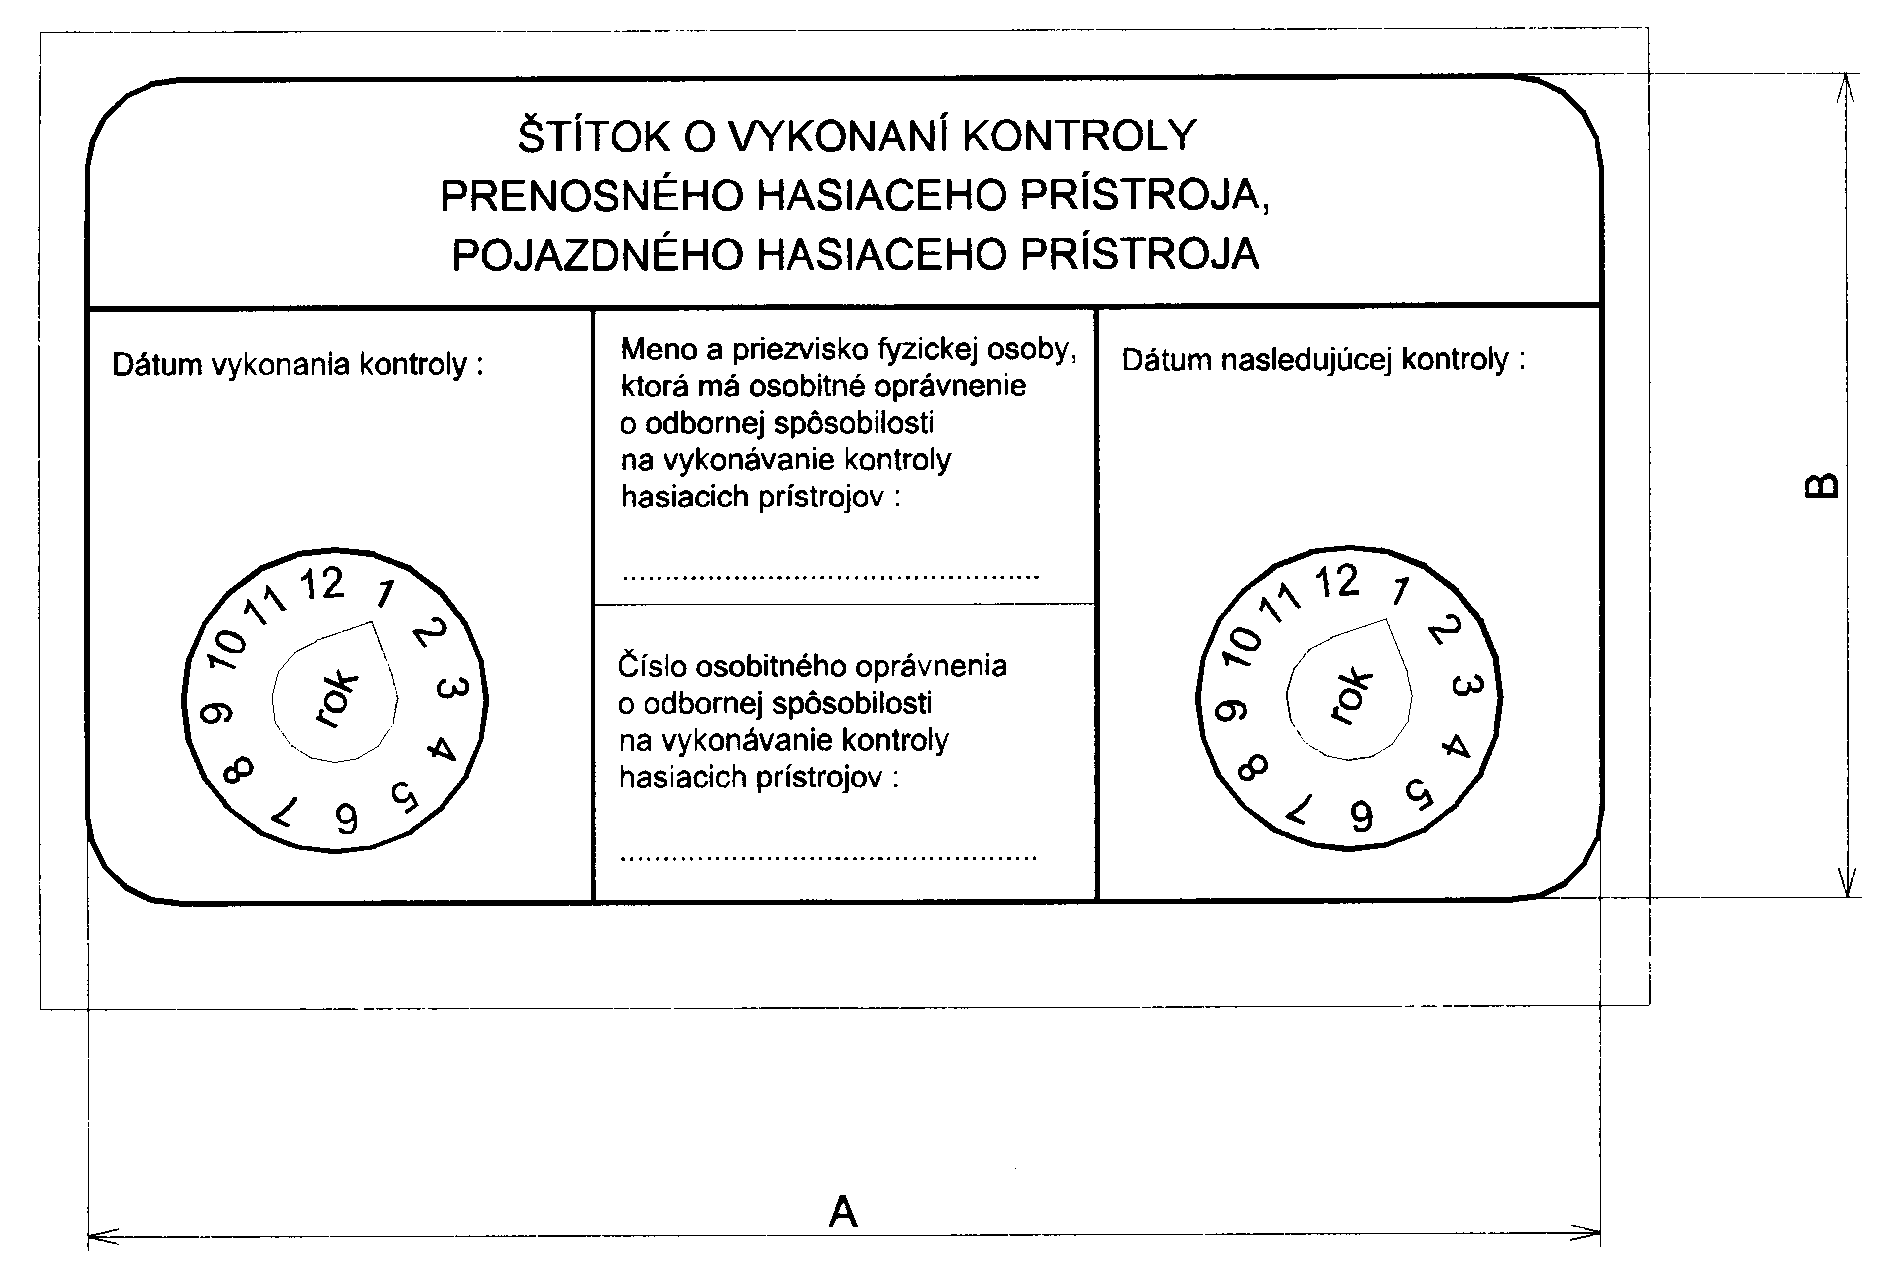 ŠTÍTOK O VYKONANÍ KONTROLY
PRENOSNÉHO HASIACEHO PRÍSTROJA,
POJAZDNÉHO HASIACEHO PRÍSTROJA
Dátum vykonania kontroly :
12
1
2
3
4
5
6
7
8
9
10
11
rok
Meno a priezvisko fyzickej osoby,
ktorá má osobitné oprávnenie
o odbornej spôsobilosti
na vykonávanie kontroly
hasiacich prístrojov :
................................................
Číslo osobitného oprávnenia
o odbornej spôsobilosti
na vykonávanie kontroly
hasiacich prístrojov :
................................................
Dátum nasledujúcej kontroly :
12
1
2
3
4
5
6
7
8
9
10
11
rok
B
A